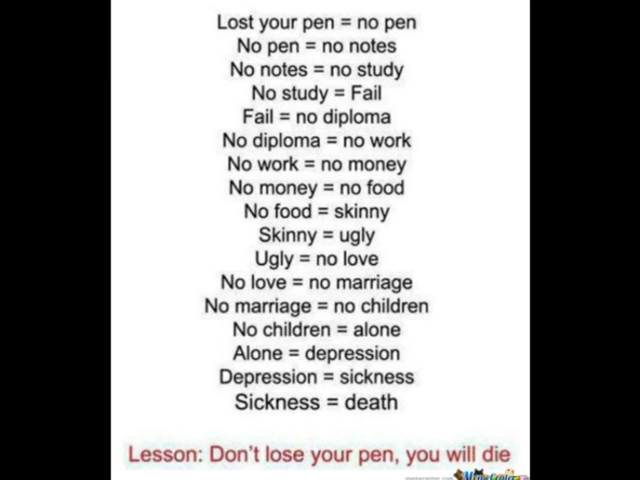 Lost your pen = no pen
No pen = no notes
No notes = no study
No study = Fail
Fail = no diploma
No diploma = no work
No work = no money
No money = no food
No food = skinny
Skinny = ugly
Ugly = no love
No love = no marriage
No marriage = no children
No children = alone
Alone = depression
Depression = sickness
Sickness = death
Lesson: Don't lose your pen, you will die
memecenter.com MemeCenter